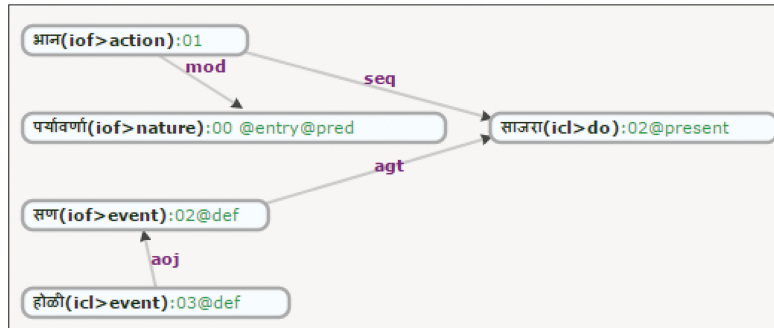 भान(iof>action):01
mod
seq
पर्यावर्णा(iof>nature):00 @entry@pred
साजरा(icl>do):02@present
agt
सण(iof>event):02@def
aoj
होळी(icl>event):03@def